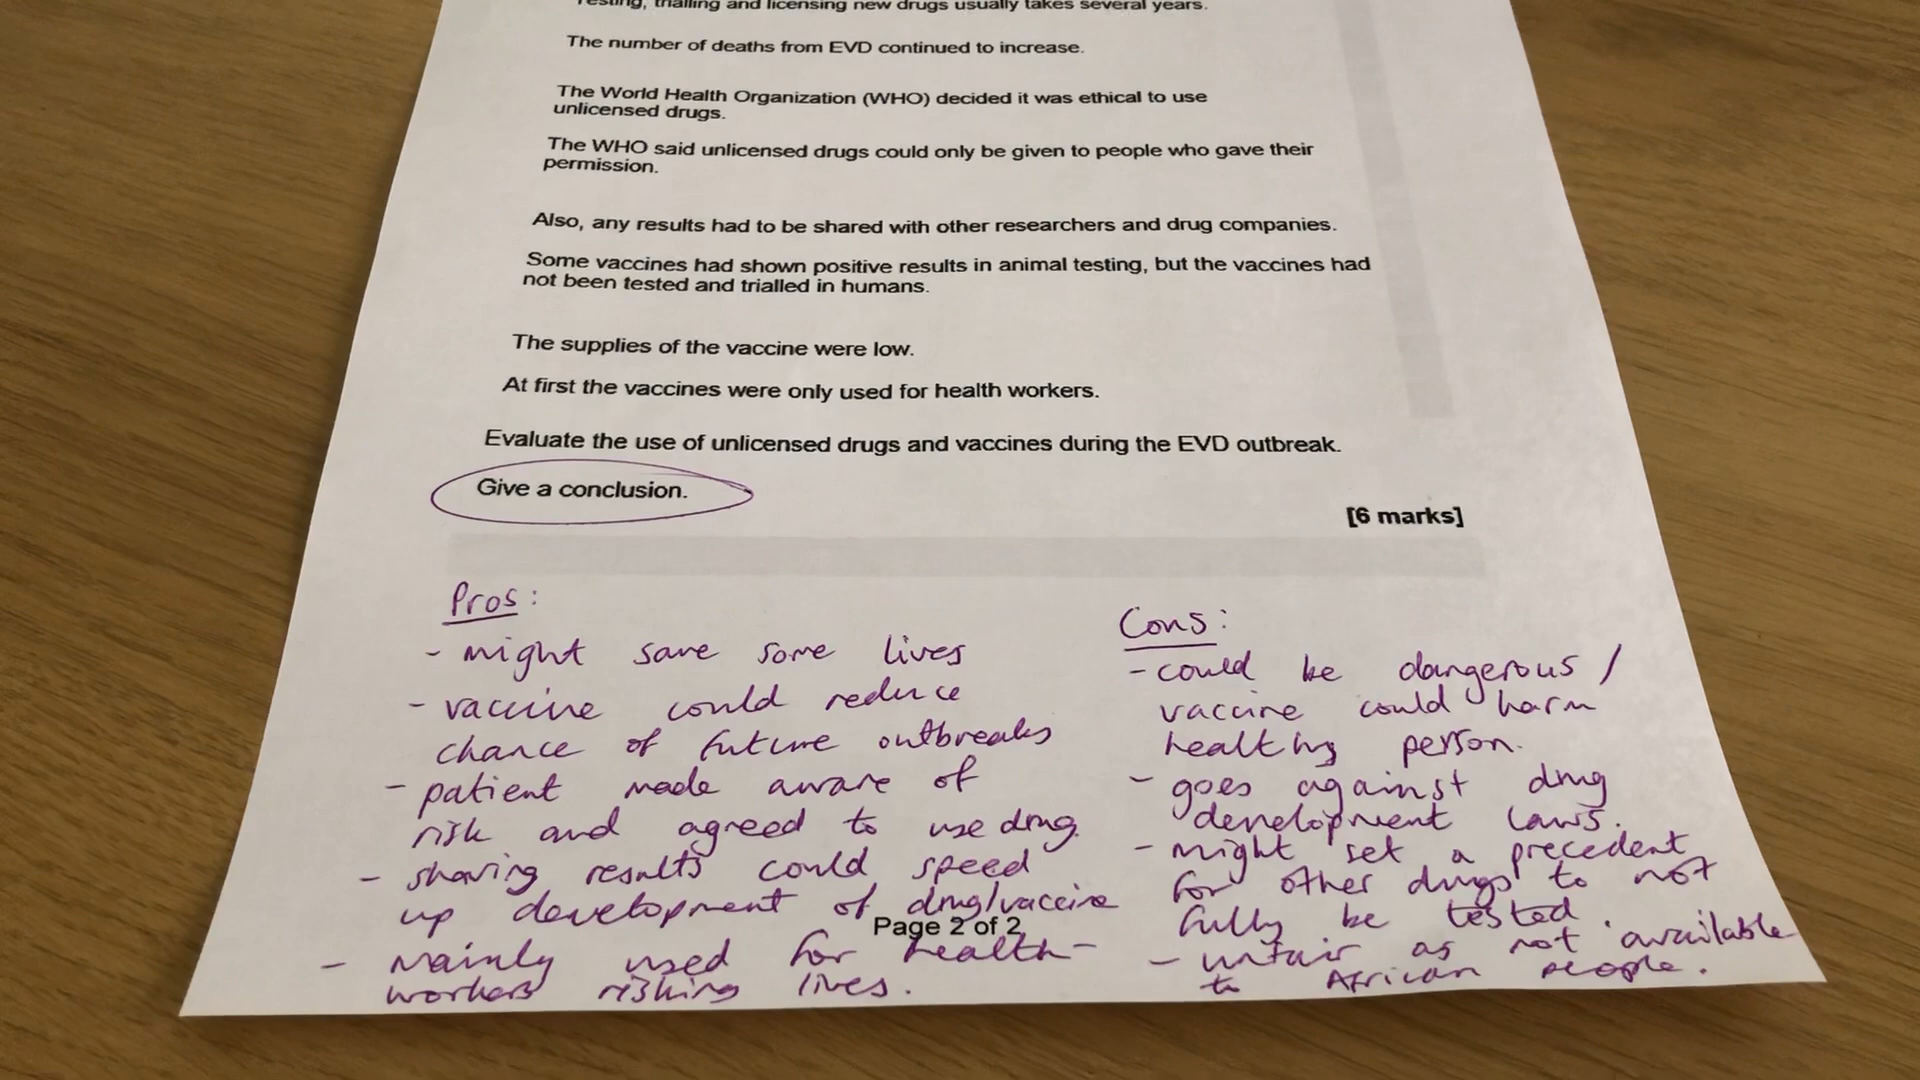 Testing, trialling and licensing new drugs usually takes several years.
The number of deaths from EVD continued to increase.
The World Health Organization (WHO) decided it was ethical to use
unlicensed drugs.
The WHO said unlicensed drugs could only be given to people who gave their
permission.
Also, any results had to be shared with other researchers and drug companies.
Some vaccines had shown positive results in animal testing, but the vaccines had
not been tested and trialled in humans.
The supplies of the vaccine were low.
At first the vaccines were only used for health workers.
Evaluate the use of unlicensed drugs and vaccines during the EVD outbreak.
Give a conclusion.
[6 marks]
Pros:
- might save some lives
- vaccine could reduce
chance of future outbreaks
- patient made aware of
risk and agreed to use drug.
- sharing results could speed
up development of drug/vaccine
- mainly used for health-
workers risking lives.
Cons:
- could be dangerous /
vaccine could harm
healthy person.
- goes against drug
development laws.
- might set a precedent
for other drugs to not
fully be tested.
- unfair as not available
to African people.
Page 2 of 2